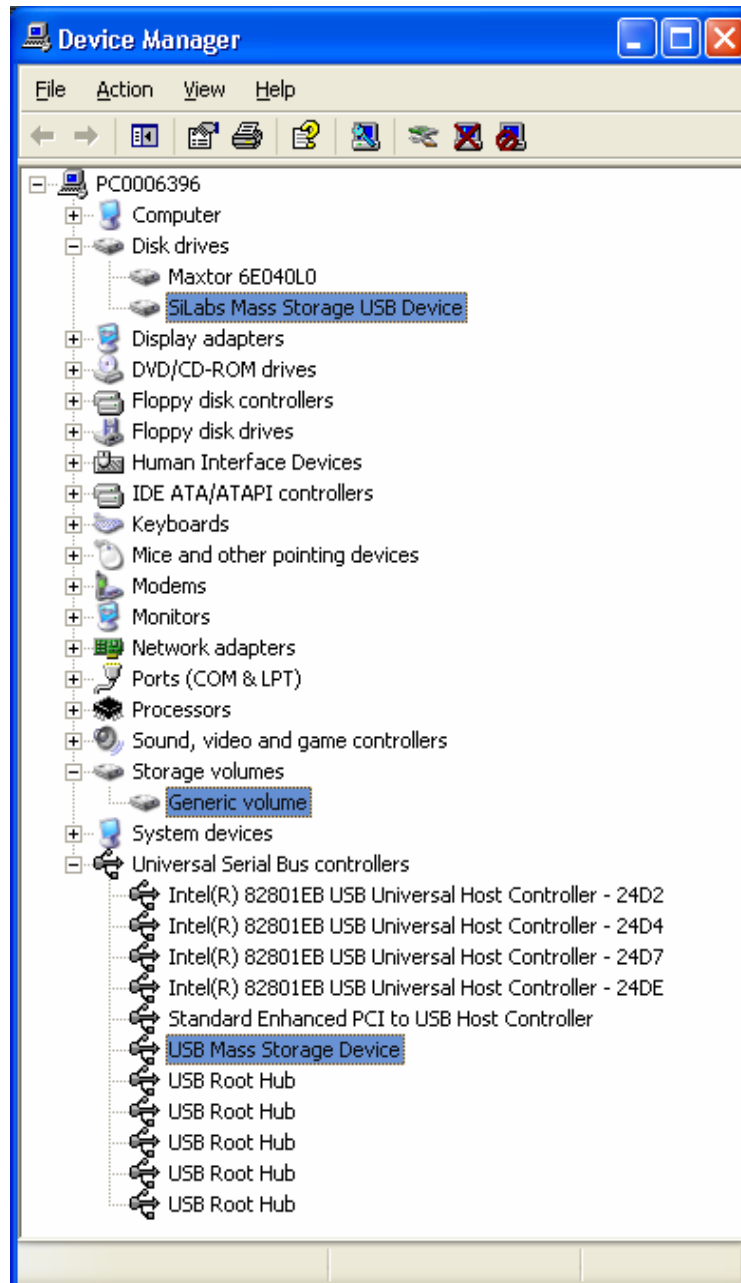 Device Manager
File Action View Help
PC0006396
Computer
Disk drives
Maxtor 6E040L0
SiLabs Mass Storage USB Device
Display adapters
DVD/CD-ROM drives
Floppy disk controllers
Floppy disk drives
Human Interface Devices
IDE ATA/ATAPI controllers
Keyboards
Mice and other pointing devices
Modems
Monitors
Network adapters
Ports (COM & LPT)
Processors
Sound, video and game controllers
Storage volumes
Generic volume
System devices
Universal Serial Bus controllers
Intel(R) 82801EB USB Universal Host Controller - 24D2
Intel(R) 82801EB USB Universal Host Controller - 24D4
Intel(R) 82801EB USB Universal Host Controller - 24D7
Intel(R) 82801EB USB Universal Host Controller - 24DE
Standard Enhanced PCI to USB Host Controller
USB Mass Storage Device
USB Root Hub
USB Root Hub
USB Root Hub
USB Root Hub
USB Root Hub